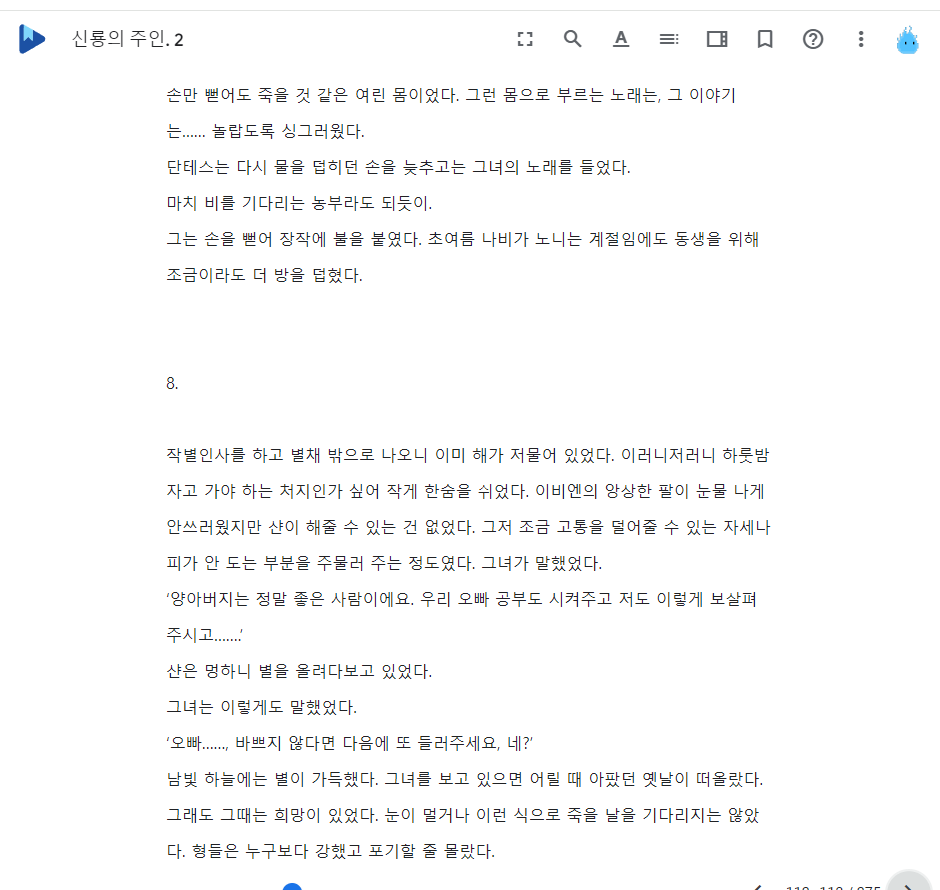 신룡의 주인. 2
손만 뻗어도 죽을 것 같은 여린 몸이었다. 그런 몸으로 부르는 노래는, 그 이야기
는…… 놀랍도록 싱그러웠다.
단테스는 다시 물을 덥히던 손을 늦추고는 그녀의 노래를 들었다.
마치 비를 기다리는 농부라도 되듯이.
그는 손을 뻗어 장작에 불을 붙였다. 초여름 나비가 노니는 계절임에도 동생을 위해
조금이라도 더 방을 덥혔다.
8.
작별인사를 하고 별채 밖으로 나오니 이미 해가 저물어 있었다. 이러니저러니 하룻밤
자고 가야 하는 처지인가 싶어 작게 한숨을 쉬었다. 이비엔의 앙상한 팔이 눈물 나게
안쓰러웠지만 샨이 해줄 수 있는 건 없었다. 그저 조금 고통을 덜어줄 수 있는 자세나
피가 안 도는 부분을 주물러 주는 정도였다. 그녀가 말했었다.
‘양아버지는 정말 좋은 사람이에요. 우리 오빠 공부도 시켜주고 저도 이렇게 보살펴
주시고…….’
샨은 멍하니 별을 올려다보고 있었다.
그녀는 이렇게도 말했었다.
‘오빠……, 바쁘지 않다면 다음에 또 들러주세요, 네?’
남빛 하늘에는 별이 가득했다. 그녀를 보고 있으면 어릴 때 아팠던 옛날이 떠올랐다.
그래도 그때는 희망이 있었다. 눈이 멀거나 이런 식으로 죽을 날을 기다리지는 않았
다. 형들은 누구보다 강했고 포기할 줄 몰랐다.